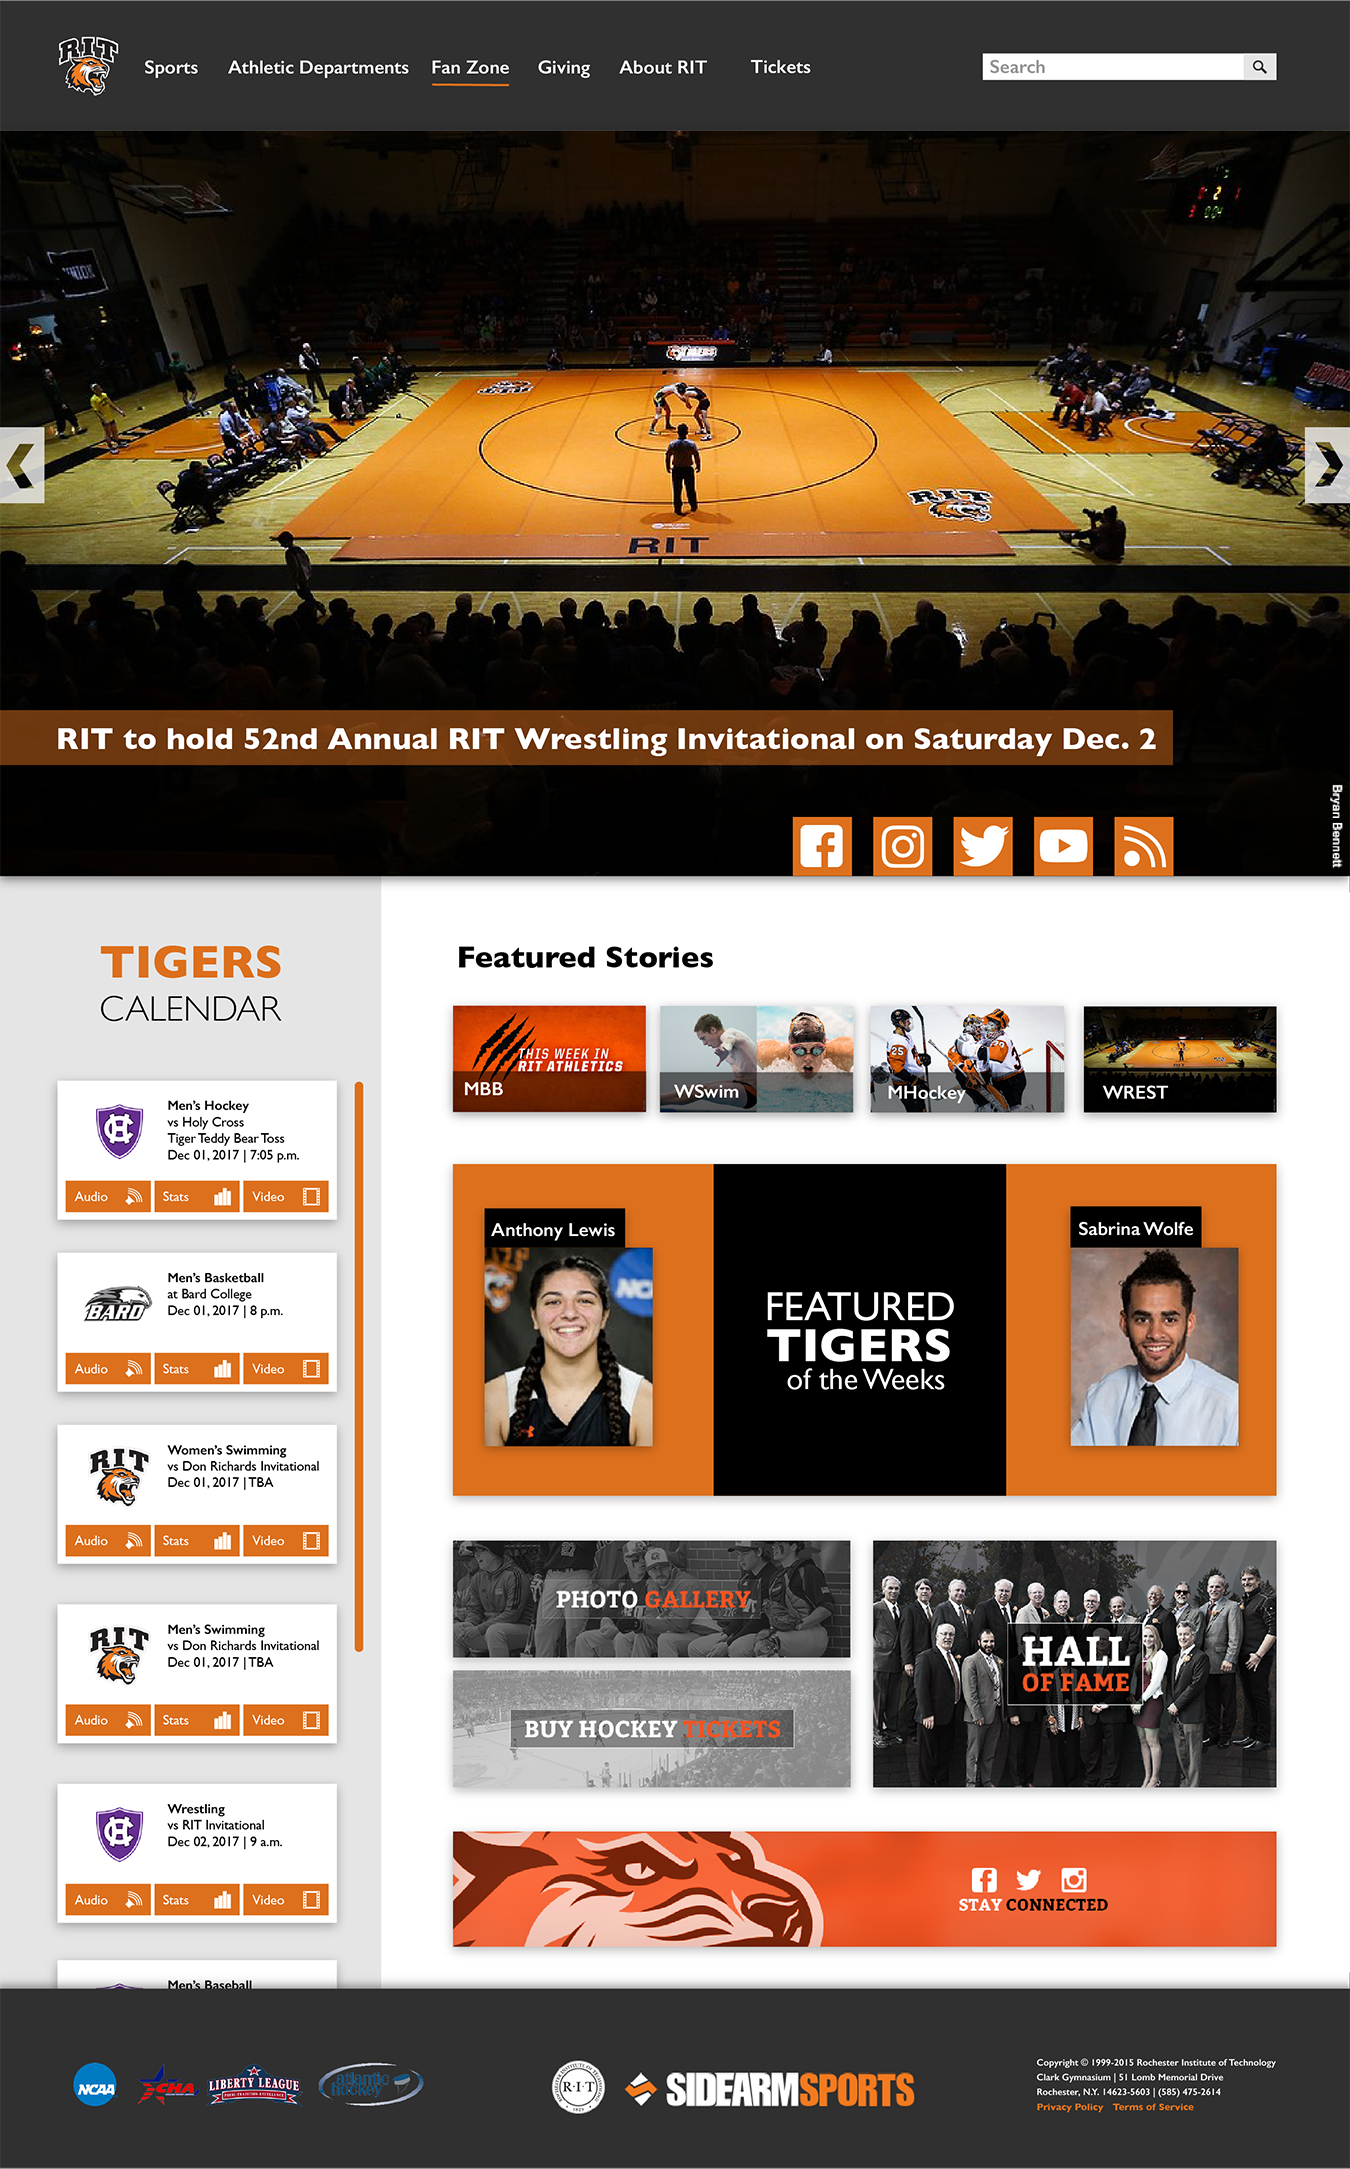 RIT
Sports
Athletic Departments
Fan Zone
Giving
About RIT
Tickets
Search
UNION
2
TIGERS
RIT
RIT
RIT to hold 52nd Annual RIT Wrestling Invitational on Saturday Dec. 2
Bryan Bennett
TIGERS
CALENDAR
Men's Hockey
vs Holy Cross
Tiger Teddy Bear Toss
Dec 01, 2017 | 7:05 p.m.
Audio
Stats
Video
BARD
Men's Basketball
at Bard College
Dec 01, 2017 | 8 p.m.
Audio
Stats
Video
RIT
Women's Swimming
vs Don Richards Invitational
Dec 01, 2017 | TBA
Audio
Stats
Video
RIT
Men's Swimming
vs Don Richards Invitational
Dec 01, 2017 | TBA
Audio
Stats
Video
Wrestling
vs RIT Invitational
Dec 02, 2017 | 9 a.m.
Audio
Stats
Video
Men's Baseball
Featured Stories
THIS WEEK IN
RIT ATHLETICS
MBB
WSwim
25
MHockey
WREST
Anthony Lewis
FEATURED
TIGERS
of the Weeks
Sabrina Wolfe
PHOTO GALLERY
BUY HOCKEY TICKETS
HALL
OF FAME
STAY CONNECTED
NCAA
CHA
LIBERTY LEAGUE
atlantic
hockey
R·I·T
SIDEARMSPORTS
Copyright © 1999-2015 Rochester Institute of Technology
Clark Gymnasium | 51 Lomb Memorial Drive
Rochester, N.Y. 14623-5603 | (585) 475-2614
Privacy Policy
Terms of Service